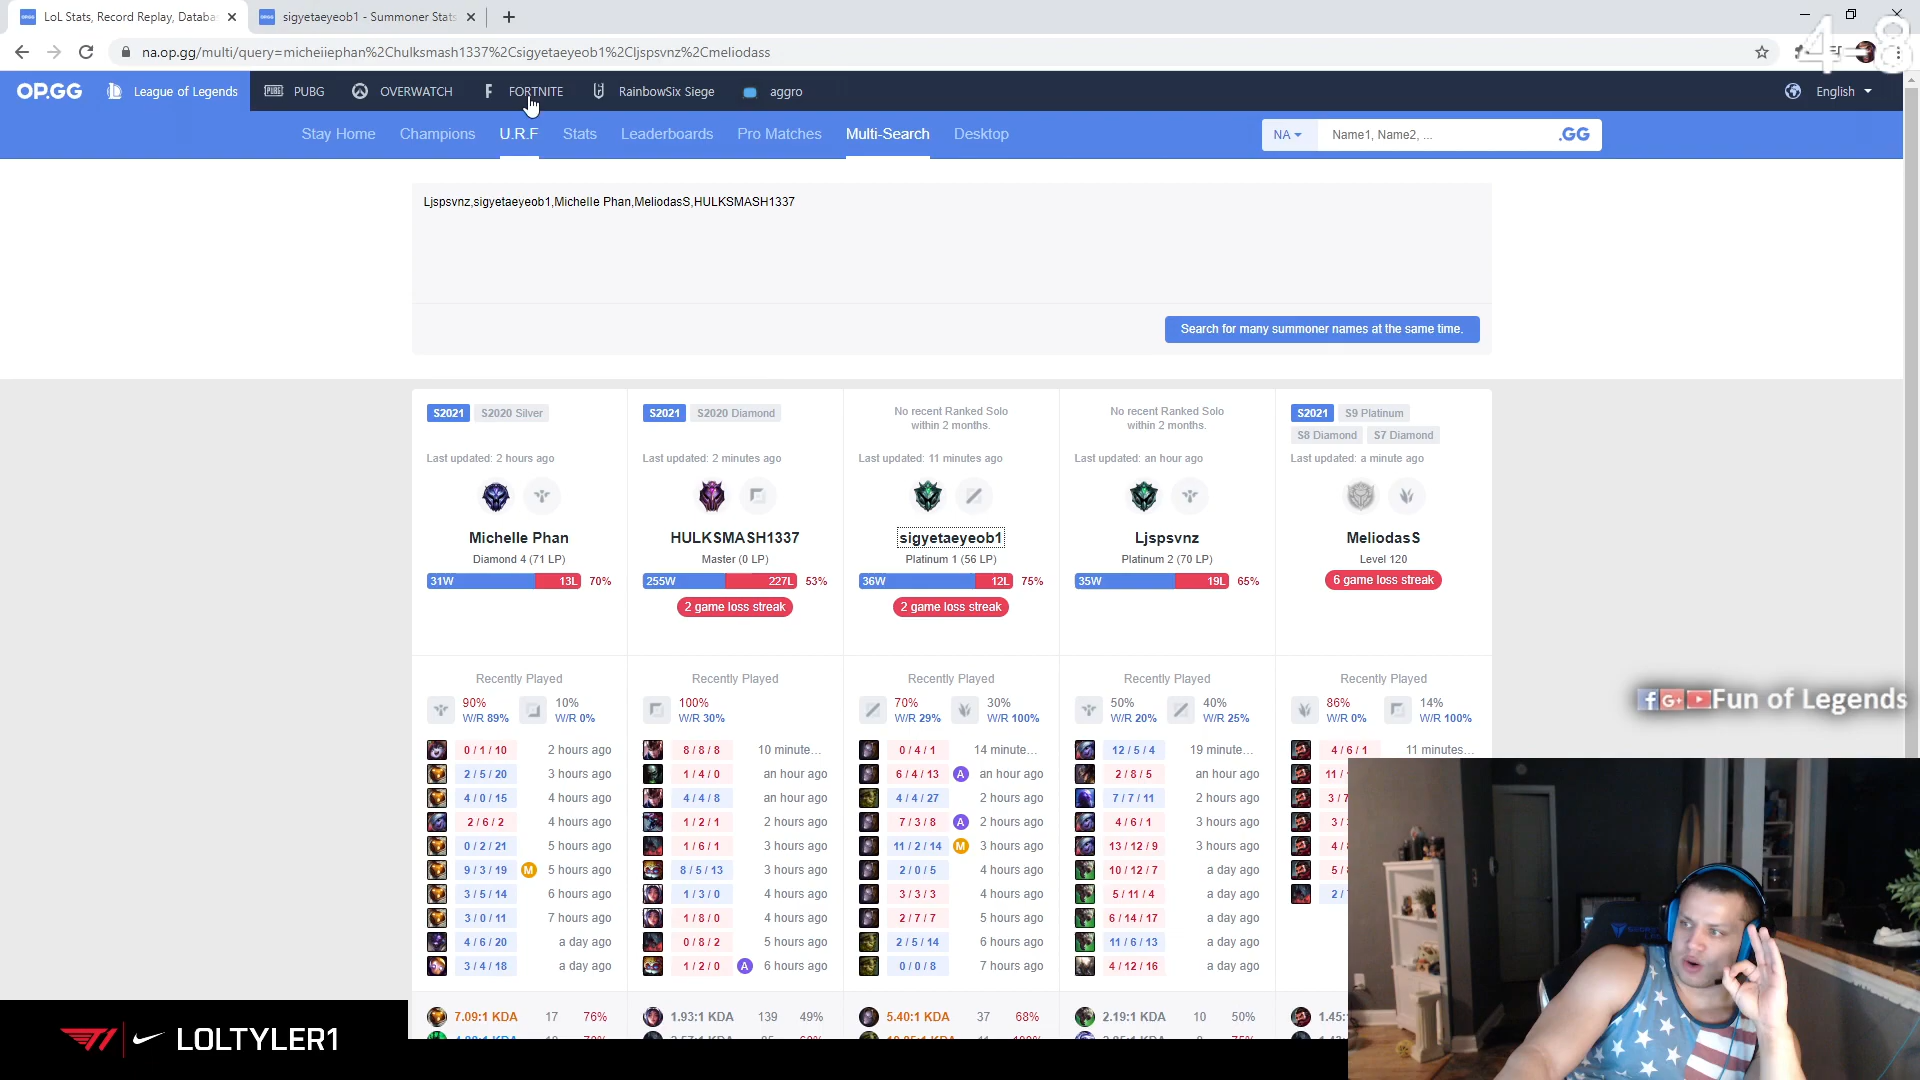 LoL Stats, Record Replay, Databa
sigyetaeyeob1 - Summoner Stats
na.op.gg/multi/query=micheiiephan%2Chulksmash1337%2Csigyetaeyeob1%2Cljspsvnz%2Cmeliodass
4-8
OP.GG League of Legends PUBG OVERWATCH FORTNITE RainbowSix Siege aggro English
Stay Home Champions U.R.F Stats Leaderboards Pro Matches Multi-Search Desktop NA Name1, Name2, ... .GG
Ljspsvnz,sigyetaeyeob1,Michelle Phan,MeliodasS,HULKSMASH1337
Search for many summoner names at the same time.
S2021 S2020 Silver
Last updated: 2 hours ago
Michelle Phan
Diamond 4 (71 LP)
31W 13L 70%
Recently Played
90% 10%
W/R 89% W/R 0%
0 / 1 / 10 2 hours ago
2 / 5 / 20 3 hours ago
4 / 0 / 15 4 hours ago
2 / 6 / 2 4 hours ago
0 / 2 / 21 5 hours ago
9 / 3 / 19 M 5 hours ago
3 / 5 / 14 6 hours ago
3 / 0 / 11 7 hours ago
4 / 6 / 20 a day ago
3 / 4 / 18 a day ago
7.09:1 KDA 17 76%
S2021 S2020 Diamond
Last updated: 2 minutes ago
HULKSMASH1337
Master (0 LP)
255W 227L 53%
2 game loss streak
Recently Played
100%
W/R 30%
8 / 8 / 8 10 minute...
1 / 4 / 0 an hour ago
4 / 4 / 8 an hour ago
1 / 2 / 1 2 hours ago
1 / 6 / 1 3 hours ago
8 / 5 / 13 3 hours ago
1 / 3 / 0 4 hours ago
1 / 8 / 0 4 hours ago
0 / 8 / 2 5 hours ago
1 / 2 / 0 A 6 hours ago
1.93:1 KDA 139 49%
No recent Ranked Solo
within 2 months.
Last updated: 11 minutes ago
sigyetaeyeob1
Platinum 1 (56 LP)
36W 12L 75%
2 game loss streak
Recently Played
70% 30%
W/R 29% W/R 100%
0 / 4 / 1 14 minute...
6 / 4 / 13 A an hour ago
4 / 4 / 27 2 hours ago
7 / 3 / 8 A 2 hours ago
11 / 2 / 14 M 3 hours ago
2 / 0 / 5 4 hours ago
3 / 3 / 3 4 hours ago
2 / 7 / 7 5 hours ago
2 / 5 / 14 6 hours ago
0 / 0 / 8 7 hours ago
5.40:1 KDA 37 68%
No recent Ranked Solo
within 2 months.
Last updated: an hour ago
Ljspsvnz
Platinum 2 (70 LP)
35W 19L 65%
Recently Played
50% 40%
W/R 20% W/R 25%
12 / 5 / 4 19 minute...
2 / 8 / 5 an hour ago
7 / 7 / 11 2 hours ago
4 / 6 / 1 3 hours ago
13 / 12 / 9 3 hours ago
10 / 12 / 7 a day ago
5 / 11 / 4 a day ago
6 / 14 / 17 a day ago
11 / 6 / 13 a day ago
4 / 12 / 16 a day ago
2.19:1 KDA 10 50%
S2021 S9 Platinum
S8 Diamond S7 Diamond
Last updated: a minute ago
MeliodasS
Level 120
6 game loss streak
Recently Played
86% 14%
W/R 0% W/R 100%
4 / 6 / 1 11 minutes...
11 /
3 / 7
3 /
4 /
5 /
2 /
1.45:
Fun of Legends
LOLTYLER1